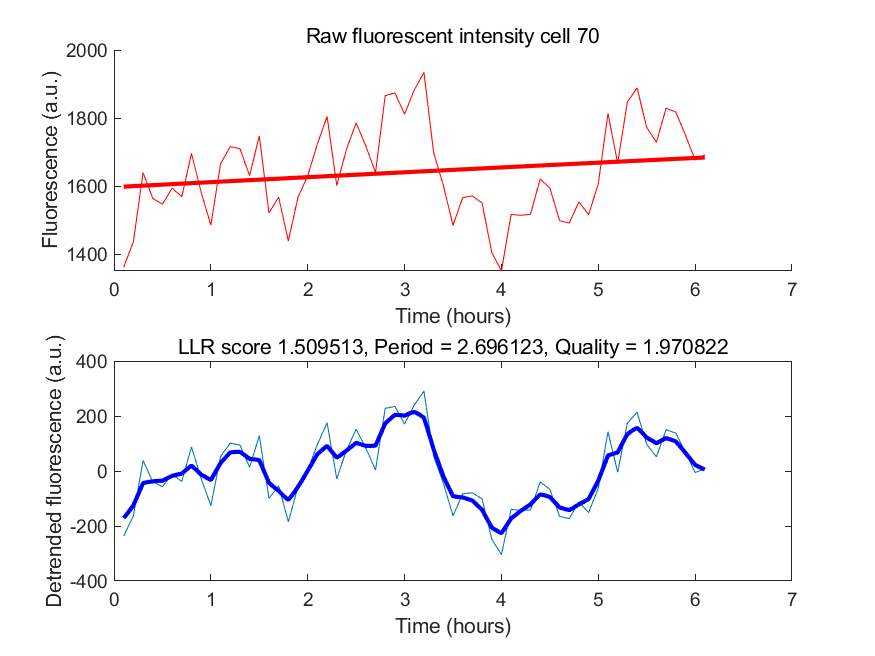 Raw fluorescent intensity cell 70
2000
1800
1600
1400
Fluorescence (a.u.)
0 1 2 3 4 5 6 7
Time (hours)
LLR score 1.509513, Period = 2.696123, Quality = 1.970822
400
200
0
-200
-400
Detrended fluorescence (a.u.)
0 1 2 3 4 5 6 7
Time (hours)